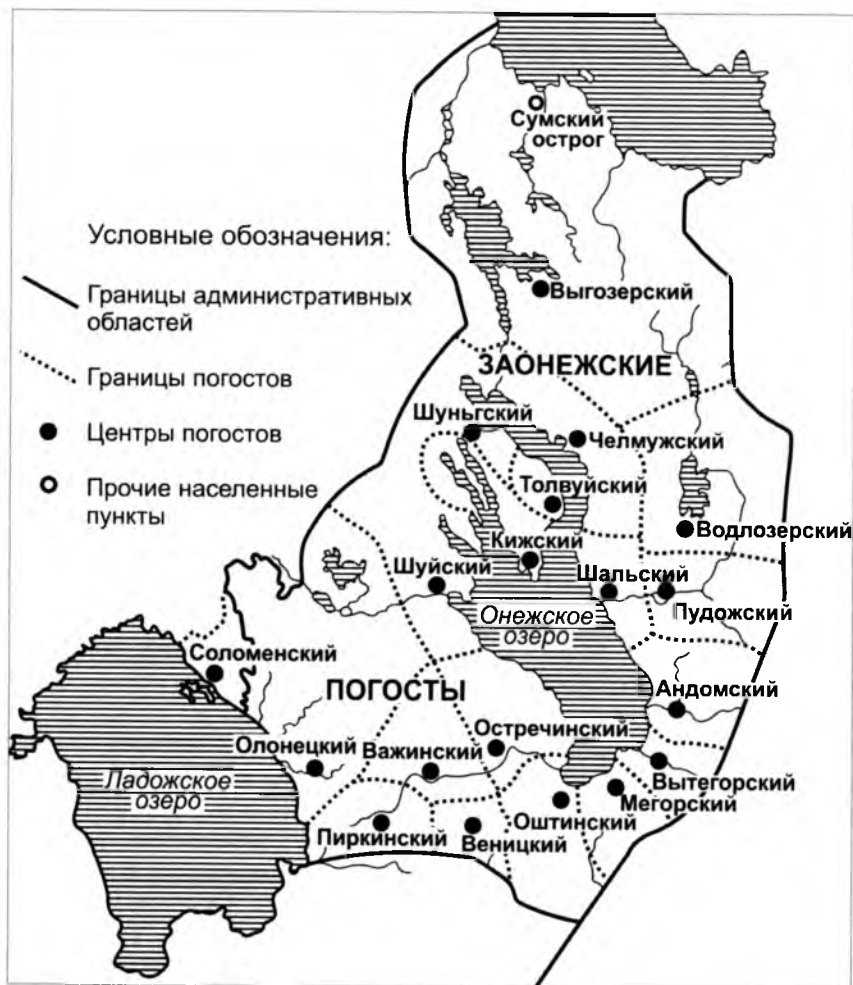 Сумский
острог
Условные обозначения:
Границы административных
областей
Границы погостов
Центры погостов
Прочие населенные
пункты
Выгозерский
ЗАОНЕЖСКИЕ
Шуньгский
Челмужский
Толвуйский
Водлозерский
Кижский
Шуйский
Шальский
Пудожский
Онежское
озеро
Соломенский
ПОГОСТЫ
Андомский
Остречинский
Олонецкий
Важинский
Ладожское
озеро
Вытегорский
Мегорский
Оштинский
Пиркинский
Веницкий